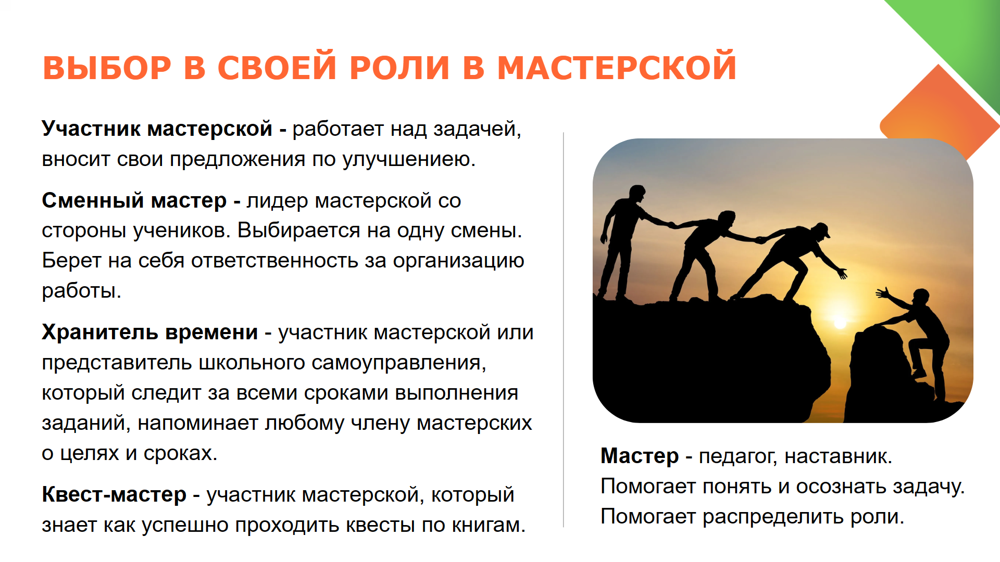 ВЫБОР В СВОЕЙ РОЛИ В МАСТЕРСКОЙ
Участник мастерской - работает над задачей,
вносит свои предложения по улучшениею.
Сменный мастер - лидер мастерской со
стороны учеников. Выбирается на одну смены.
Берет на себя ответственность за организацию
работы.
Хранитель времени - участник мастерской или
представитель школьного самоуправления,
который следит за всеми сроками выполнения
заданий, напоминает любому члену мастерских
о целях и сроках.
Квест-мастер - участник мастерской, который
знает как успешно проходить квесты по книгам.
Мастер - педагог, наставник.
Помогает понять и осознать задачу.
Помогает распределить роли.